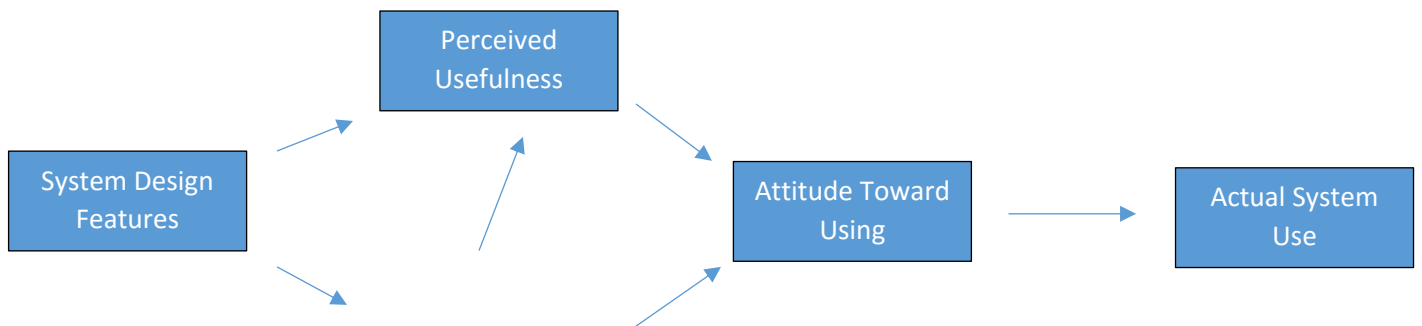 Perceived
Usefulness
System Design
Features
Attitude Toward
Using
Actual System
Use